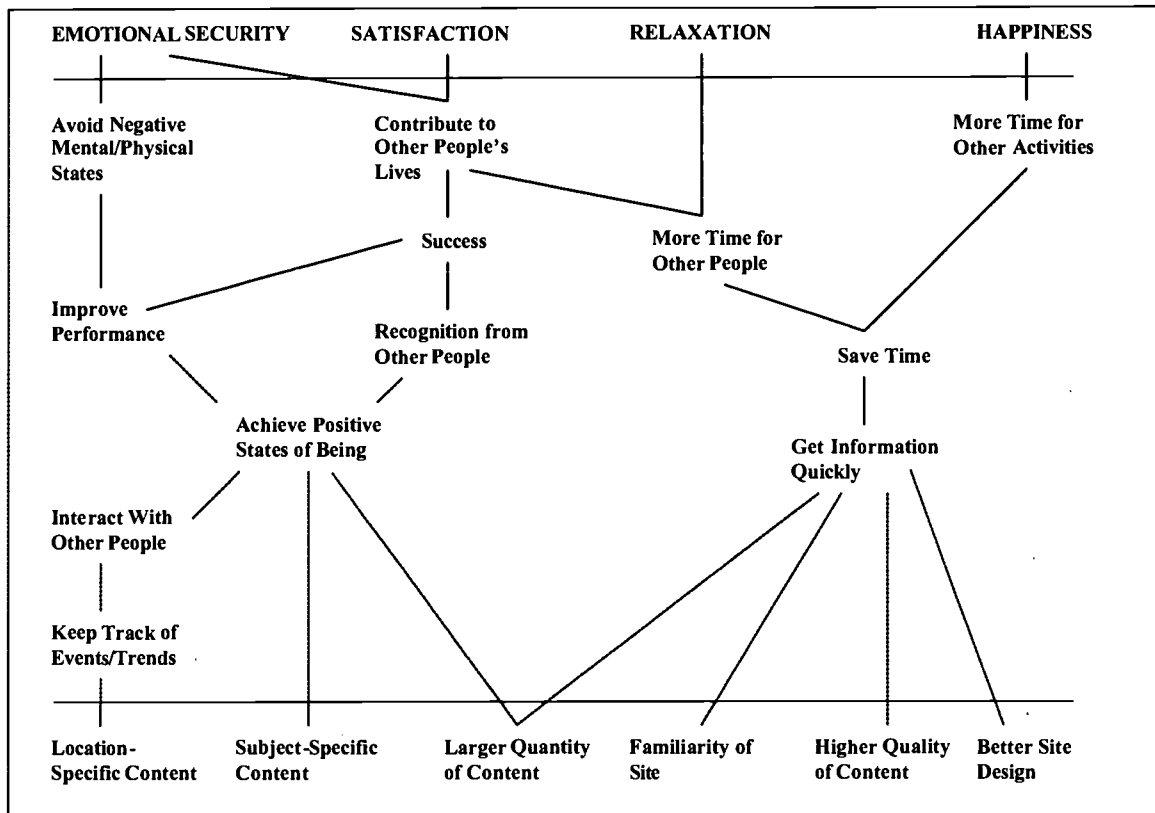 EMOTIONAL SECURITY
SATISFACTION
RELAXATION
HAPPINESS
Avoid Negative
Mental/Physical
States
Contribute to
Other People's
Lives
More Time for
Other Activities
Success
More Time for
Other People
Improve
Performance
Recognition from
Other People
Save Time
Achieve Positive
States of Being
Get Information
Quickly
Interact With
Other People
Keep Track of
Events/Trends
Location-
Specific Content
Subject-Specific
Content
Larger Quantity
of Content
Familiarity of
Site
Higher Quality
of Content
Better Site
Design